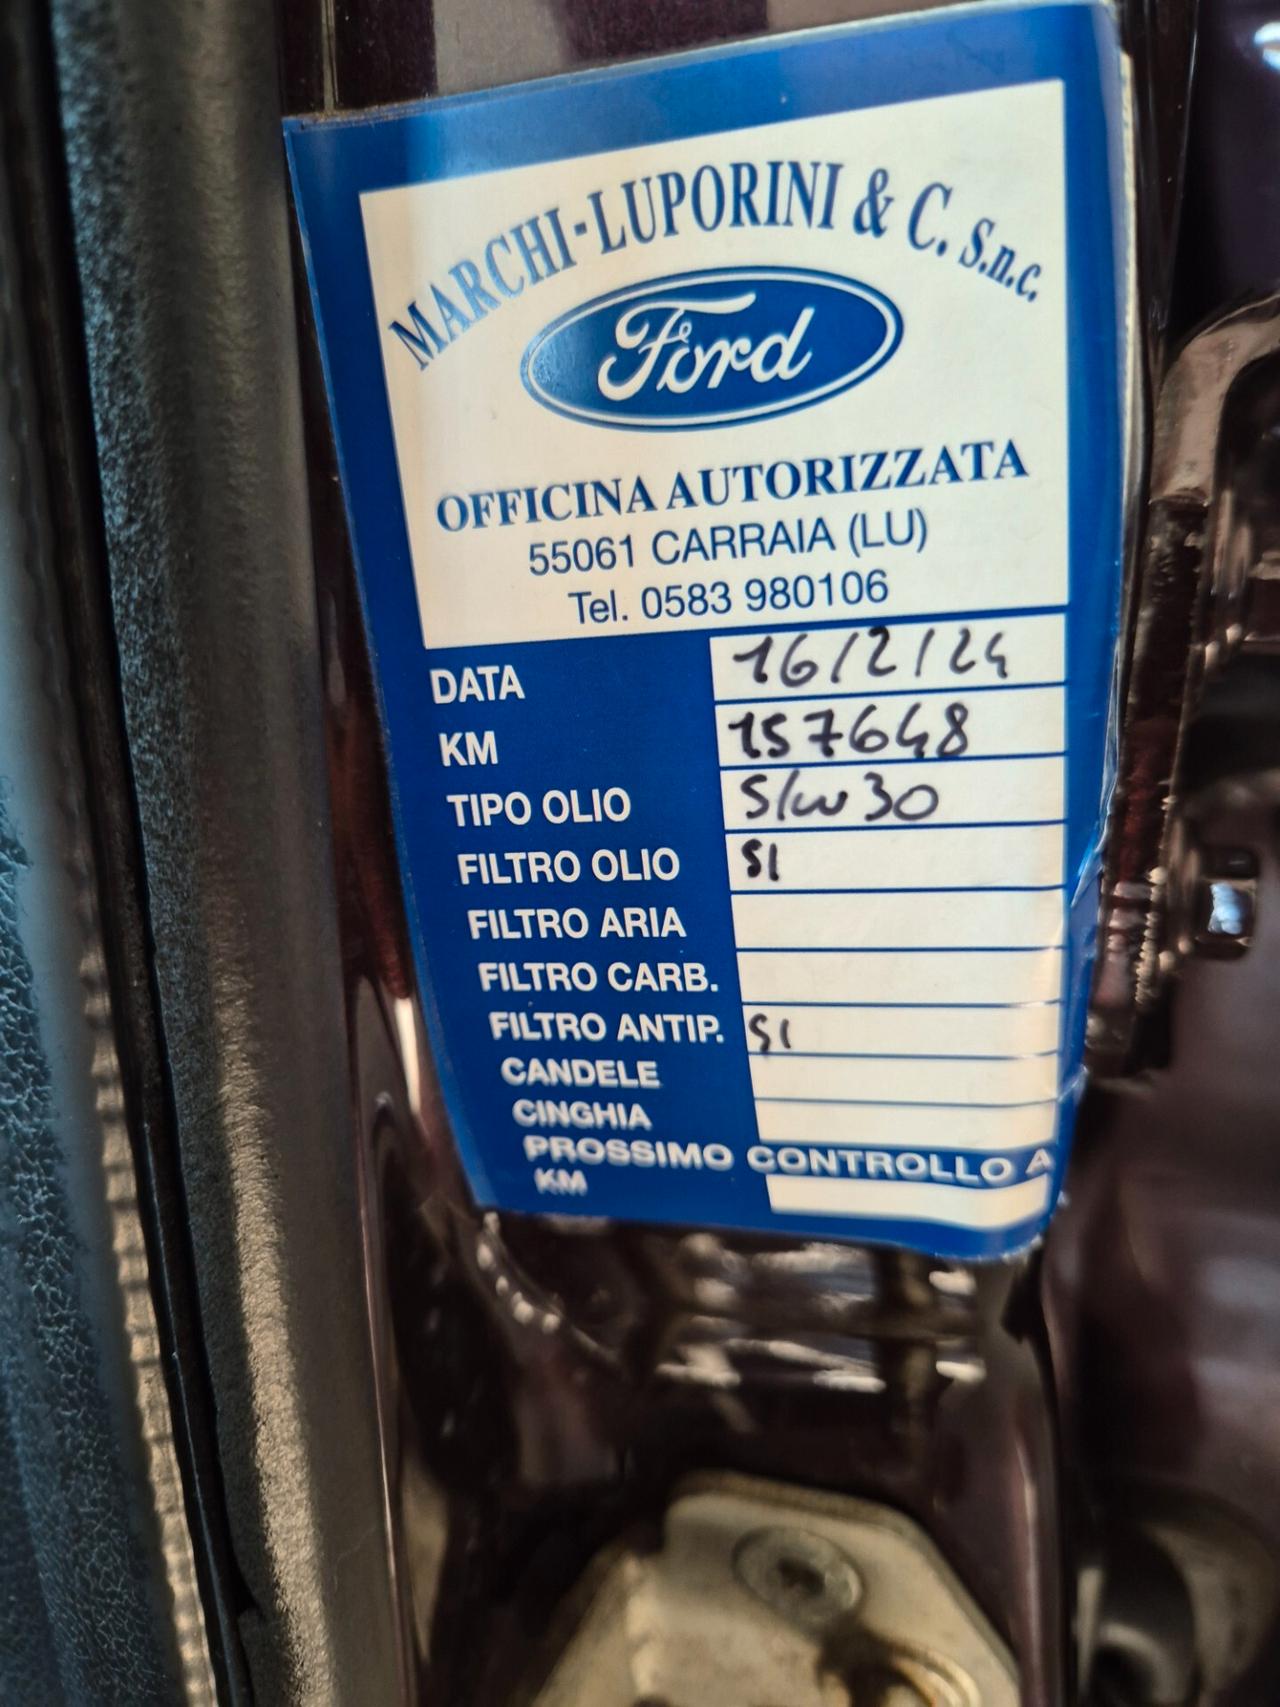 MARCHI-LUPORINI & C. S.n.c.
Ford
OFFICINA AUTORIZZATA
55061 CARRAIA (LU)
Tel. 0583 980106
DATA 16/2/24
KM 157648
TIPO OLIO 5/w30
FILTRO OLIO SI
FILTRO ARIA
FILTRO CARB.
FILTRO ANTIP. SI
CANDELE
CINGHIA
PROSSIMO CONTROLLO A
KM